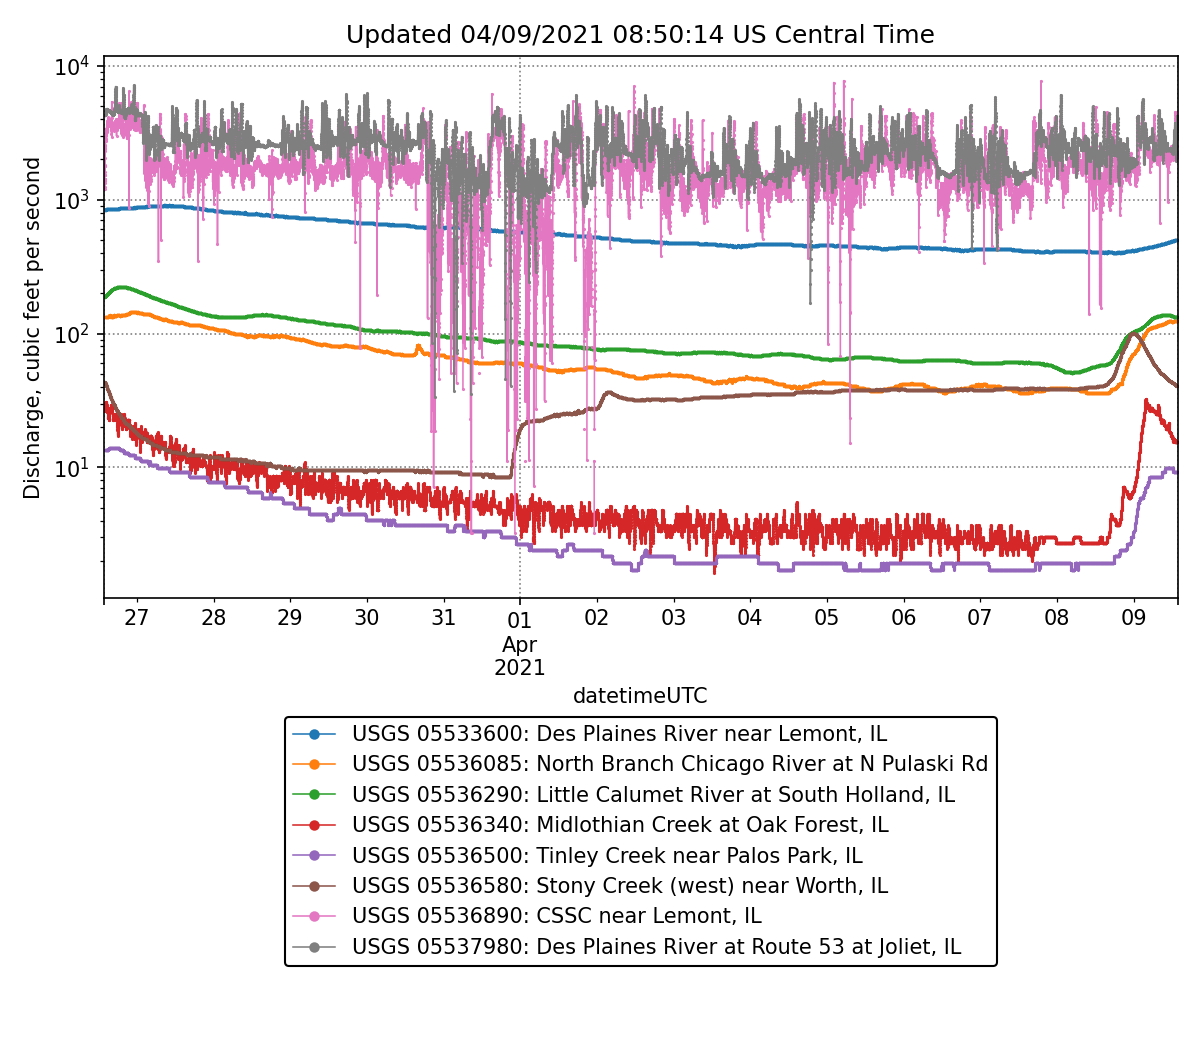 Updated 04/09/2021 08:50:14 US Central Time
Discharge, cubic feet per second
10^4
10^3
10^2
10^1
27 28 29 30 31 01 02 03 04 05 06 07 08 09
Apr
2021
datetimeUTC
USGS 05533600: Des Plaines River near Lemont, IL
USGS 05536085: North Branch Chicago River at N Pulaski Rd
USGS 05536290: Little Calumet River at South Holland, IL
USGS 05536340: Midlothian Creek at Oak Forest, IL
USGS 05536500: Tinley Creek near Palos Park, IL
USGS 05536580: Stony Creek (west) near Worth, IL
USGS 05536890: CSSC near Lemont, IL
USGS 05537980: Des Plaines River at Route 53 at Joliet, IL